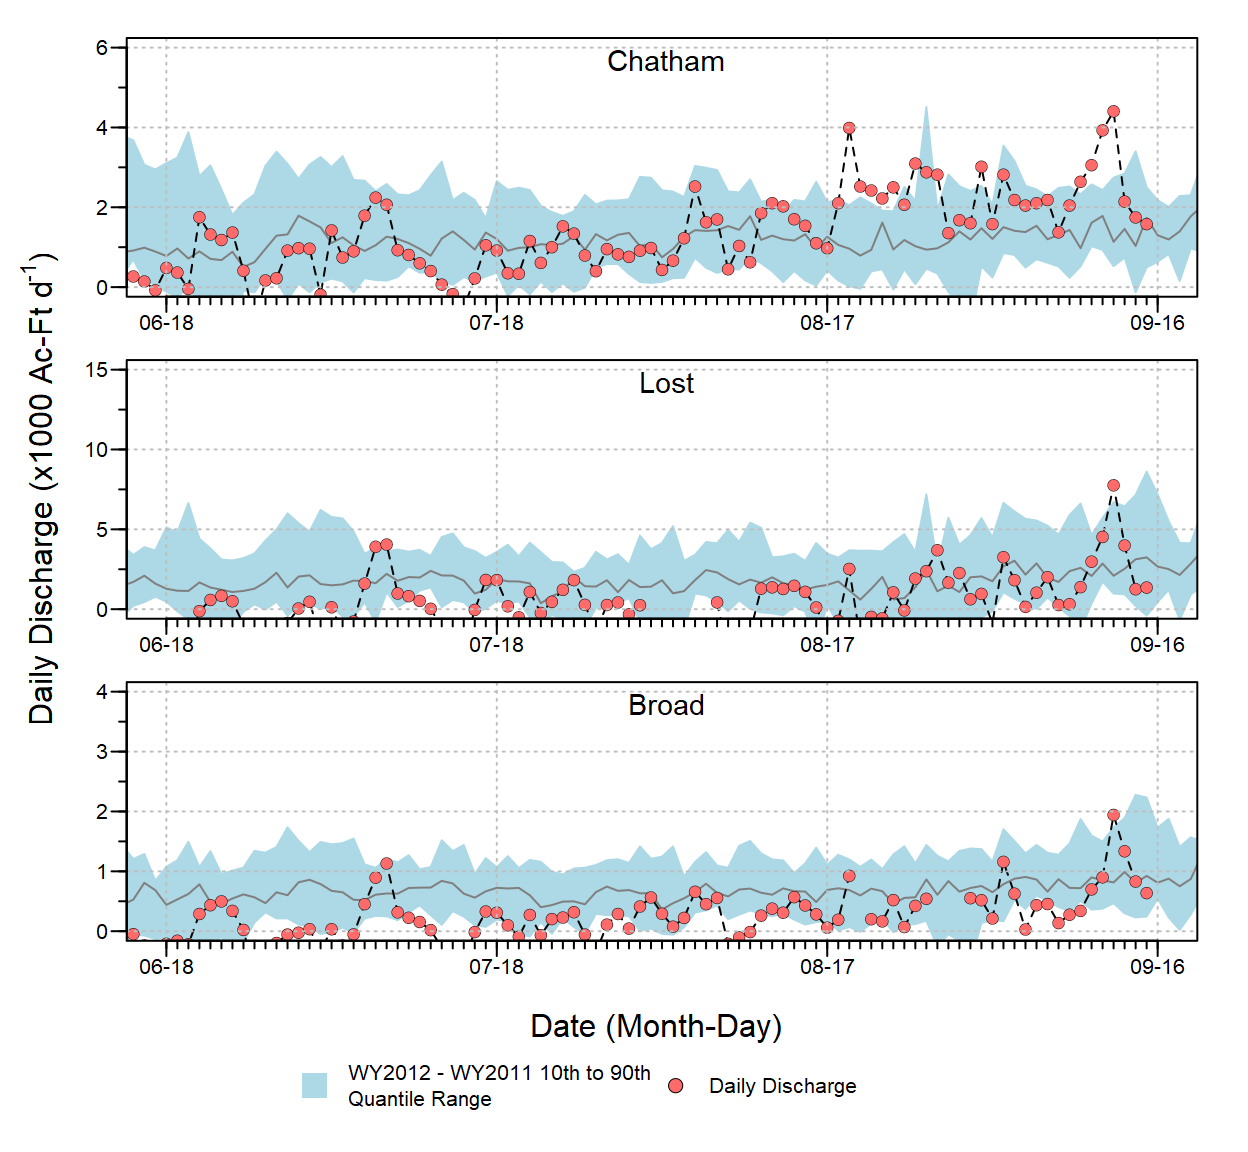 Chatham
6
4
2
0
06-18 07-18 08-17 09-16
Lost
15
10
5
0
06-18 07-18 08-17 09-16
Broad
4
3
2
1
0
06-18 07-18 08-17 09-16
Daily Discharge (x1000 Ac-Ft d⁻¹)
Date (Month-Day)
WY2012 - WY2011 10th to 90th
Quantile Range
Daily Discharge